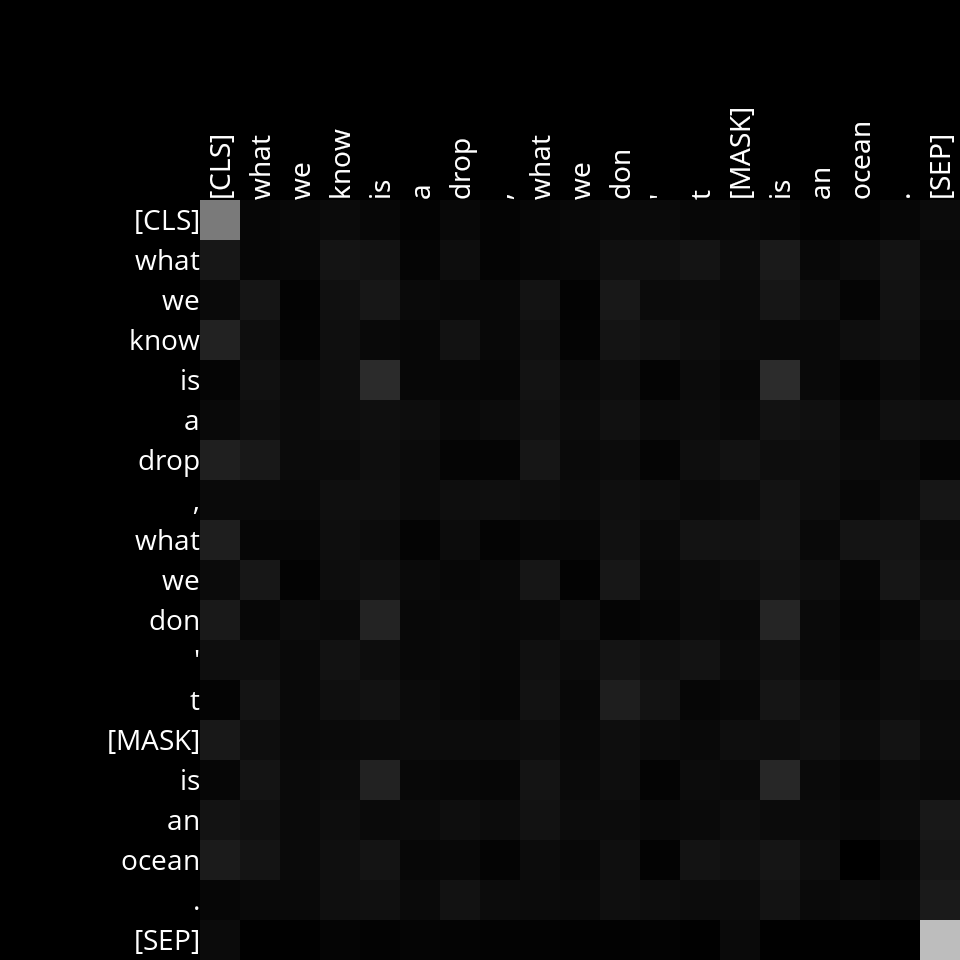 [CLS] what we know is a drop , what we don ' t [MASK] is an ocean . [SEP]
[CLS]
what
we
know
is
a
drop
,
what
we
don
'
t
[MASK]
is
an
ocean
.
[SEP]